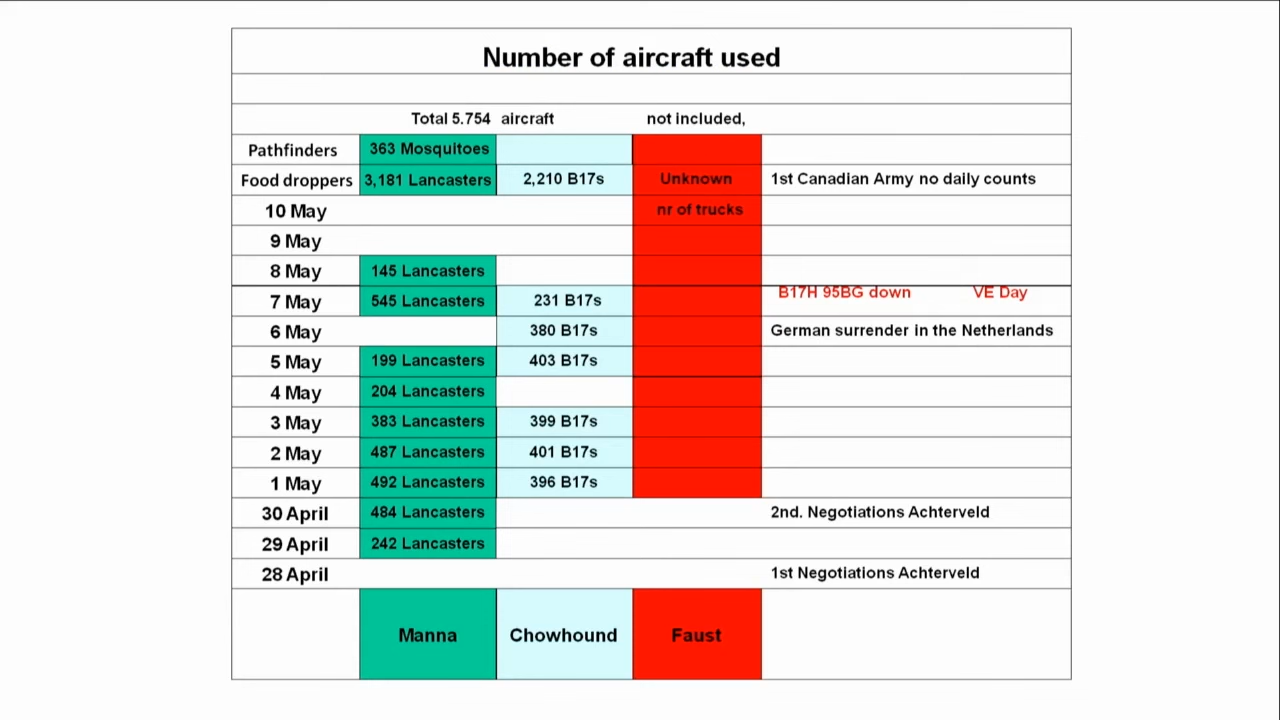 Number of aircraft used
Total 5.754 aircraft not included,
Pathfinders 363 Mosquitoes
Food droppers 3,181 Lancasters 2,210 B17s Unknown 1st Canadian Army no daily counts
10 May nr of trucks
9 May
8 May 145 Lancasters
7 May 545 Lancasters 231 B17s B17H 95BG down VE Day
6 May 380 B17s German surrender in the Netherlands
5 May 199 Lancasters 403 B17s
4 May 204 Lancasters
3 May 383 Lancasters 399 B17s
2 May 487 Lancasters 401 B17s
1 May 492 Lancasters 396 B17s
30 April 484 Lancasters 2nd. Negotiations Achterveld
29 April 242 Lancasters
28 April 1st Negotiations Achterveld
Manna Chowhound Faust